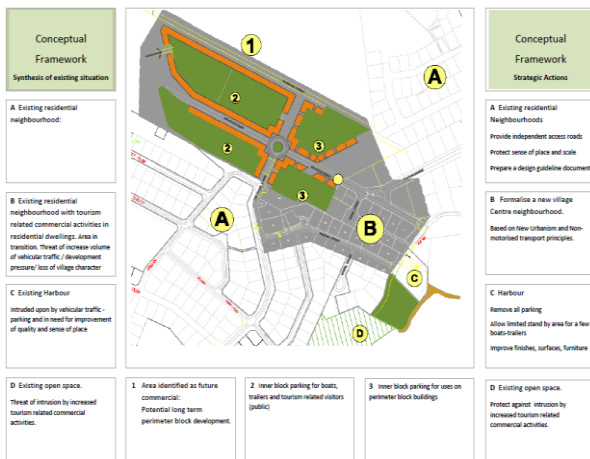 Conceptual
Framework
Synthesis of existing situation
A Existing residential
neighbourhood:
B Existing residential
neighbourhood with tourism
related commercial activities in
residential dwellings. Area in
transition. Threat of increase volume
of vehicular traffic / development
pressure/ loss of village character
C Existing Harbour
Intruded upon by vehicular traffic -
parking and in need for improvement
of quality and sense of place
D Existing open space.
Threat of intrusion by increased
tourism related commercial
activities.
1
A
2
3
2
3
A
B
C
D
1 Area identified as future
commercial:
Potential long term
perimeter block development.
2 Inner block parking for boats,
trailers and tourism related visitors
(public)
3 Inner block parking for uses on
perimeter block buildings
Conceptual
Framework
Strategic Actions
A Existing residential
Neighbourhoods
Provide independent access roads
Protect sense of place and scale
Prepare a design guideline document
B Formalise a new village
Centre neighbourhood.
Based on New Urbanism and Non-
motorised transport principles.
C Harbour
Remove all parking
Allow limited stand by area for a few
boats-trailers
Improve finishes, surfaces, furniture
D Existing open space.
Protect against intrusion by
increased tourism related
commercial activities.